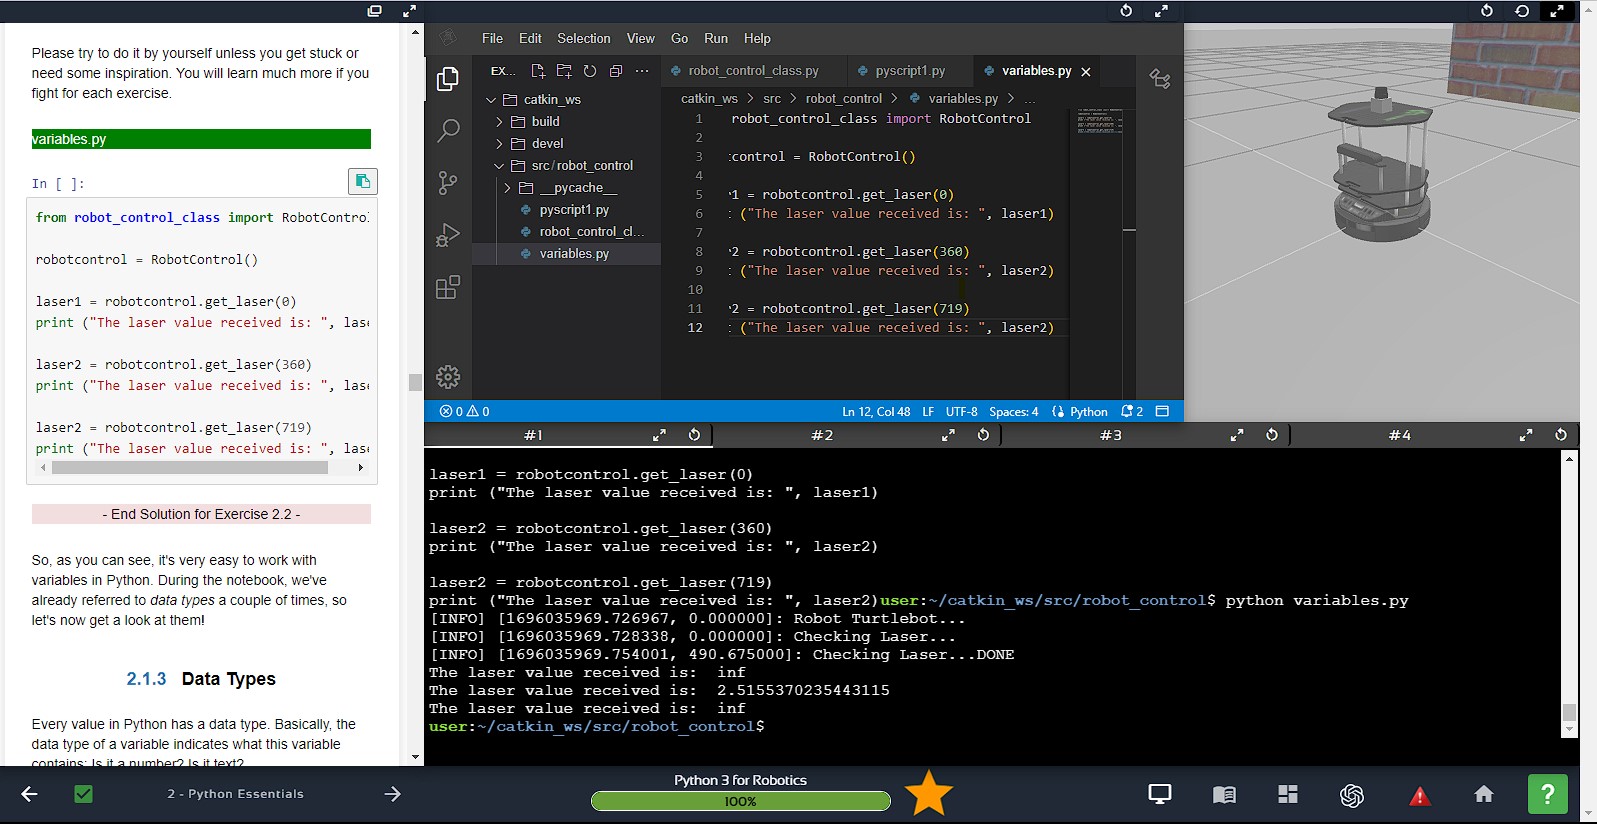 Please try to do it by yourself unless you get stuck or
need some inspiration. You will learn much more if you
fight for each exercise.
variables.py
In [ ]:
from robot_control_class import RobotControl
robotcontrol = RobotControl()
laser1 = robotcontrol.get_laser(0)
print ("The laser value received is: ", lase
laser2 = robotcontrol.get_laser(360)
print ("The laser value received is: ", lase
laser2 = robotcontrol.get_laser(719)
print ("The laser value received is: ", lase
- End Solution for Exercise 2.2 -
So, as you can see, it's very easy to work with
variables in Python. During the notebook, we've
already referred to data types a couple of times, so
let's now get a look at them!
2.1.3 Data Types
Every value in Python has a data type. Basically, the
data type of a variable indicates what this variable
contains: Is it a number? Is it text?
File Edit Selection View Go Run Help
EX... ...
catkin_ws
build
devel
src/robot_control
__pycache__
pyscript1.py
robot_control_cl...
variables.py
robot_control_class.py pyscript1.py variables.py
catkin_ws > src > robot_control > variables.py > ...
1 robot_control_class import RobotControl
2
3 :control = RobotControl()
4
5 1 = robotcontrol.get_laser(0)
6 : ("The laser value received is: ", laser1)
7
8 2 = robotcontrol.get_laser(360)
9 : ("The laser value received is: ", laser2)
10
11 2 = robotcontrol.get_laser(719)
12 : ("The laser value received is: ", laser2)
0 0 Ln 12, Col 48 LF UTF-8 Spaces: 4 Python 2
#1 #2 #3 #4
laser1 = robotcontrol.get_laser(0)
print ("The laser value received is: ", laser1)
laser2 = robotcontrol.get_laser(360)
print ("The laser value received is: ", laser2)
laser2 = robotcontrol.get_laser(719)
print ("The laser value received is: ", laser2)user:~/catkin_ws/src/robot_control$ python variables.py
[INFO] [1696035969.726967, 0.000000]: Robot Turtlebot...
[INFO] [1696035969.728338, 0.000000]: Checking Laser...
[INFO] [1696035969.754001, 490.675000]: Checking Laser...DONE
The laser value received is:  inf
The laser value received is:  2.5155370235443115
The laser value received is:  inf
user:~/catkin_ws/src/robot_control$
2 - Python Essentials
Python 3 for Robotics
100%
?